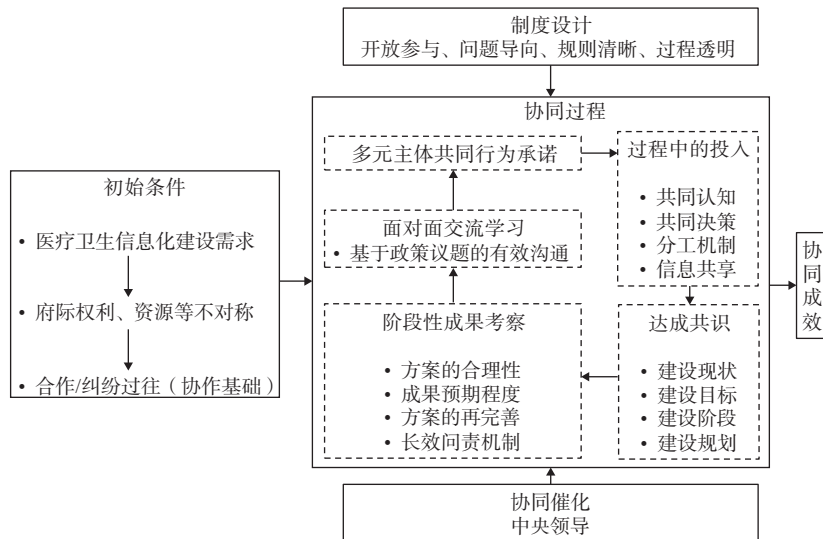 制度设计
开放参与、问题导向、规则清晰、过程透明
初始条件
• 医疗卫生信息化建设需求
• 府际权利、资源等不对称
• 合作/纠纷过往（协作基础）
协同过程
多元主体共同行为承诺
面对面交流学习
• 基于政策议题的有效沟通
阶段性成果考察
• 方案的合理性
• 成果预期程度
• 方案的再完善
• 长效问责机制
过程中的投入
• 共同认知
• 共同决策
• 分工机制
• 信息共享
达成共识
• 建设现状
• 建设目标
• 建设阶段
• 建设规划
协同成效
协同催化
中央领导